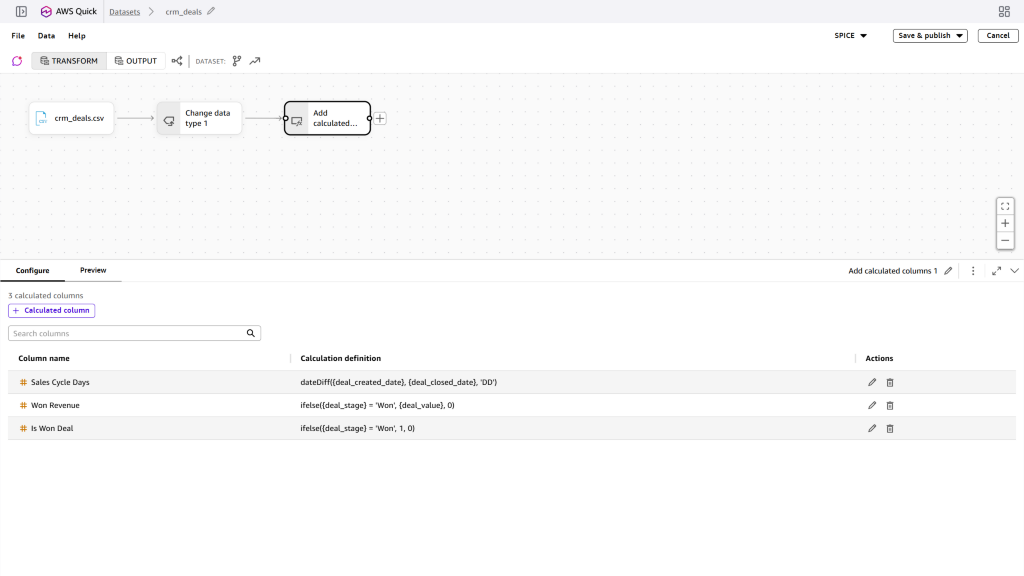 AWS Quick Datasets crm_deals
File Data Help SPICE Save & publish Cancel
TRANSFORM OUTPUT DATASET:
crm_deals.csv
Change data
type 1
Add
calculated...
Configure Preview Add calculated columns 1
3 calculated columns
+ Calculated column
Search columns
Column name Calculation definition Actions
# Sales Cycle Days dateDiff({deal_created_date}, {deal_closed_date}, 'DD')
# Won Revenue ifelse({deal_stage} = 'Won', {deal_value}, 0)
# Is Won Deal ifelse({deal_stage} = 'Won', 1, 0)